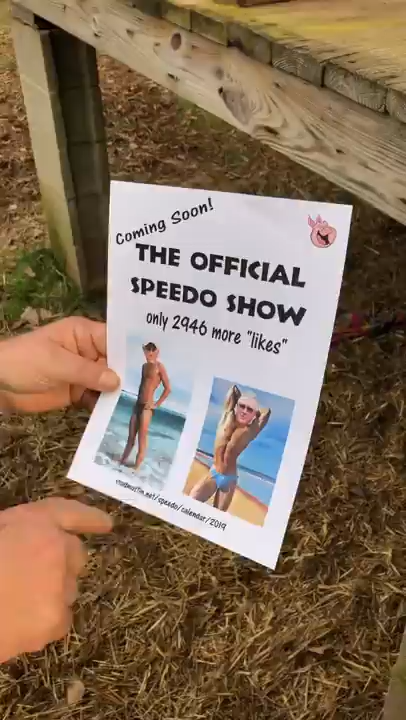 Coming Soon!
THE OFFICIAL
SPEEDO SHOW
only 2946 more "likes"